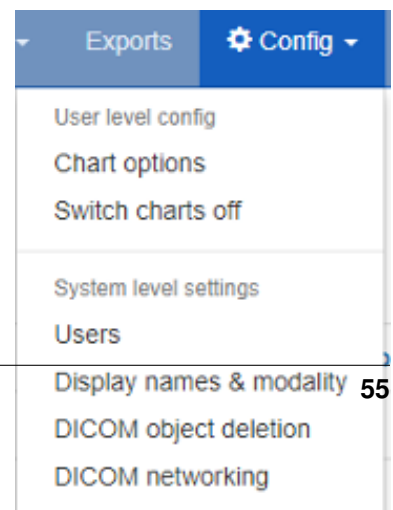 Exports Config
User level config
Chart options
Switch charts off
System level settings
Users
Display names & modality 55
DICOM object deletion
DICOM networking